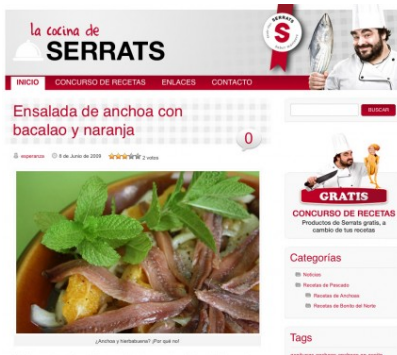 la cocina de
SERRATS
SERRATS
S
INICIO CONCURSO DE RECETAS ENLACES CONTACTO
Ensalada de anchoa con
bacalao y naranja
0
esperanza 9 de Junio de 2009 2 votos
¿Anchoa y hierbabuena? ¡Por qué no!
BUSCAR
GRATIS
CONCURSO DE RECETAS
Productos de Serrats gratis, a
cambio de tus recetas
Categorías
Noticias
Recetas de Pescado
Recetas de Anchoas
Recetas de Bonito del Norte
Tags